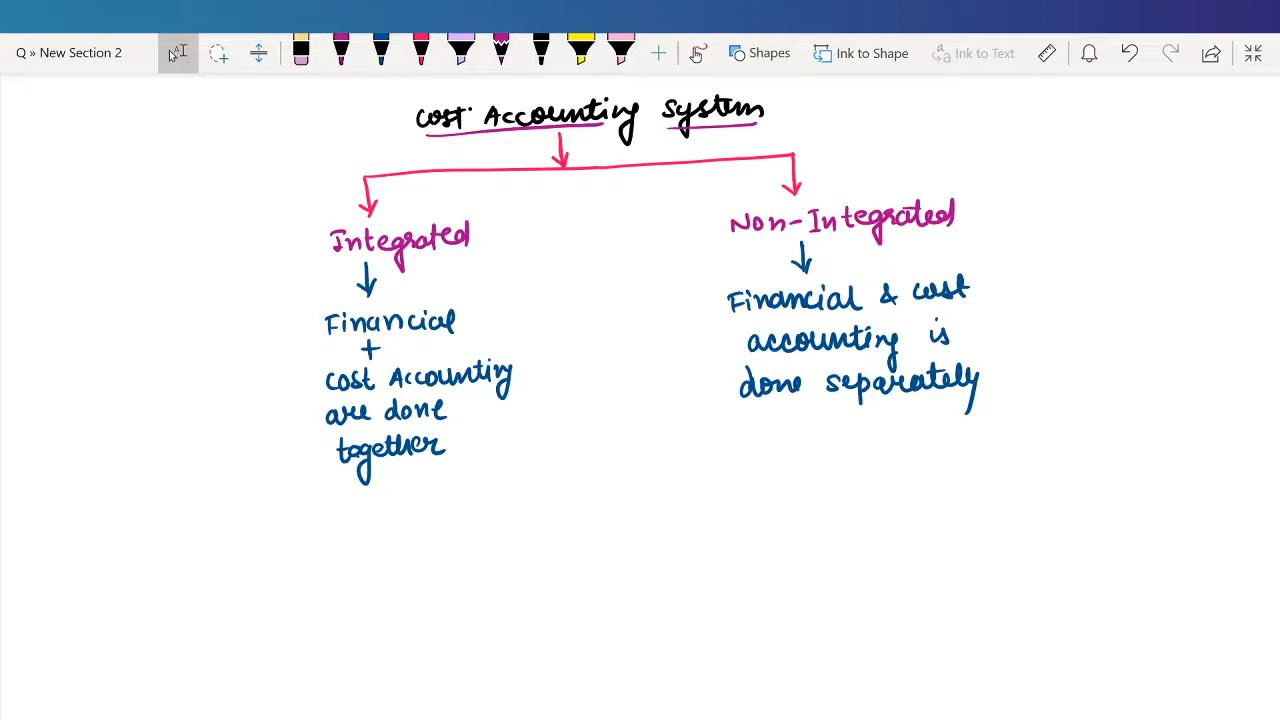 Q » New Section 2
Shapes
Ink to Shape
Ink to Text
Cost Accounting System
Integrated
Financial
+
Cost Accounting
are done
together
Non-Integrated
Financial & cost
accounting is
done separately